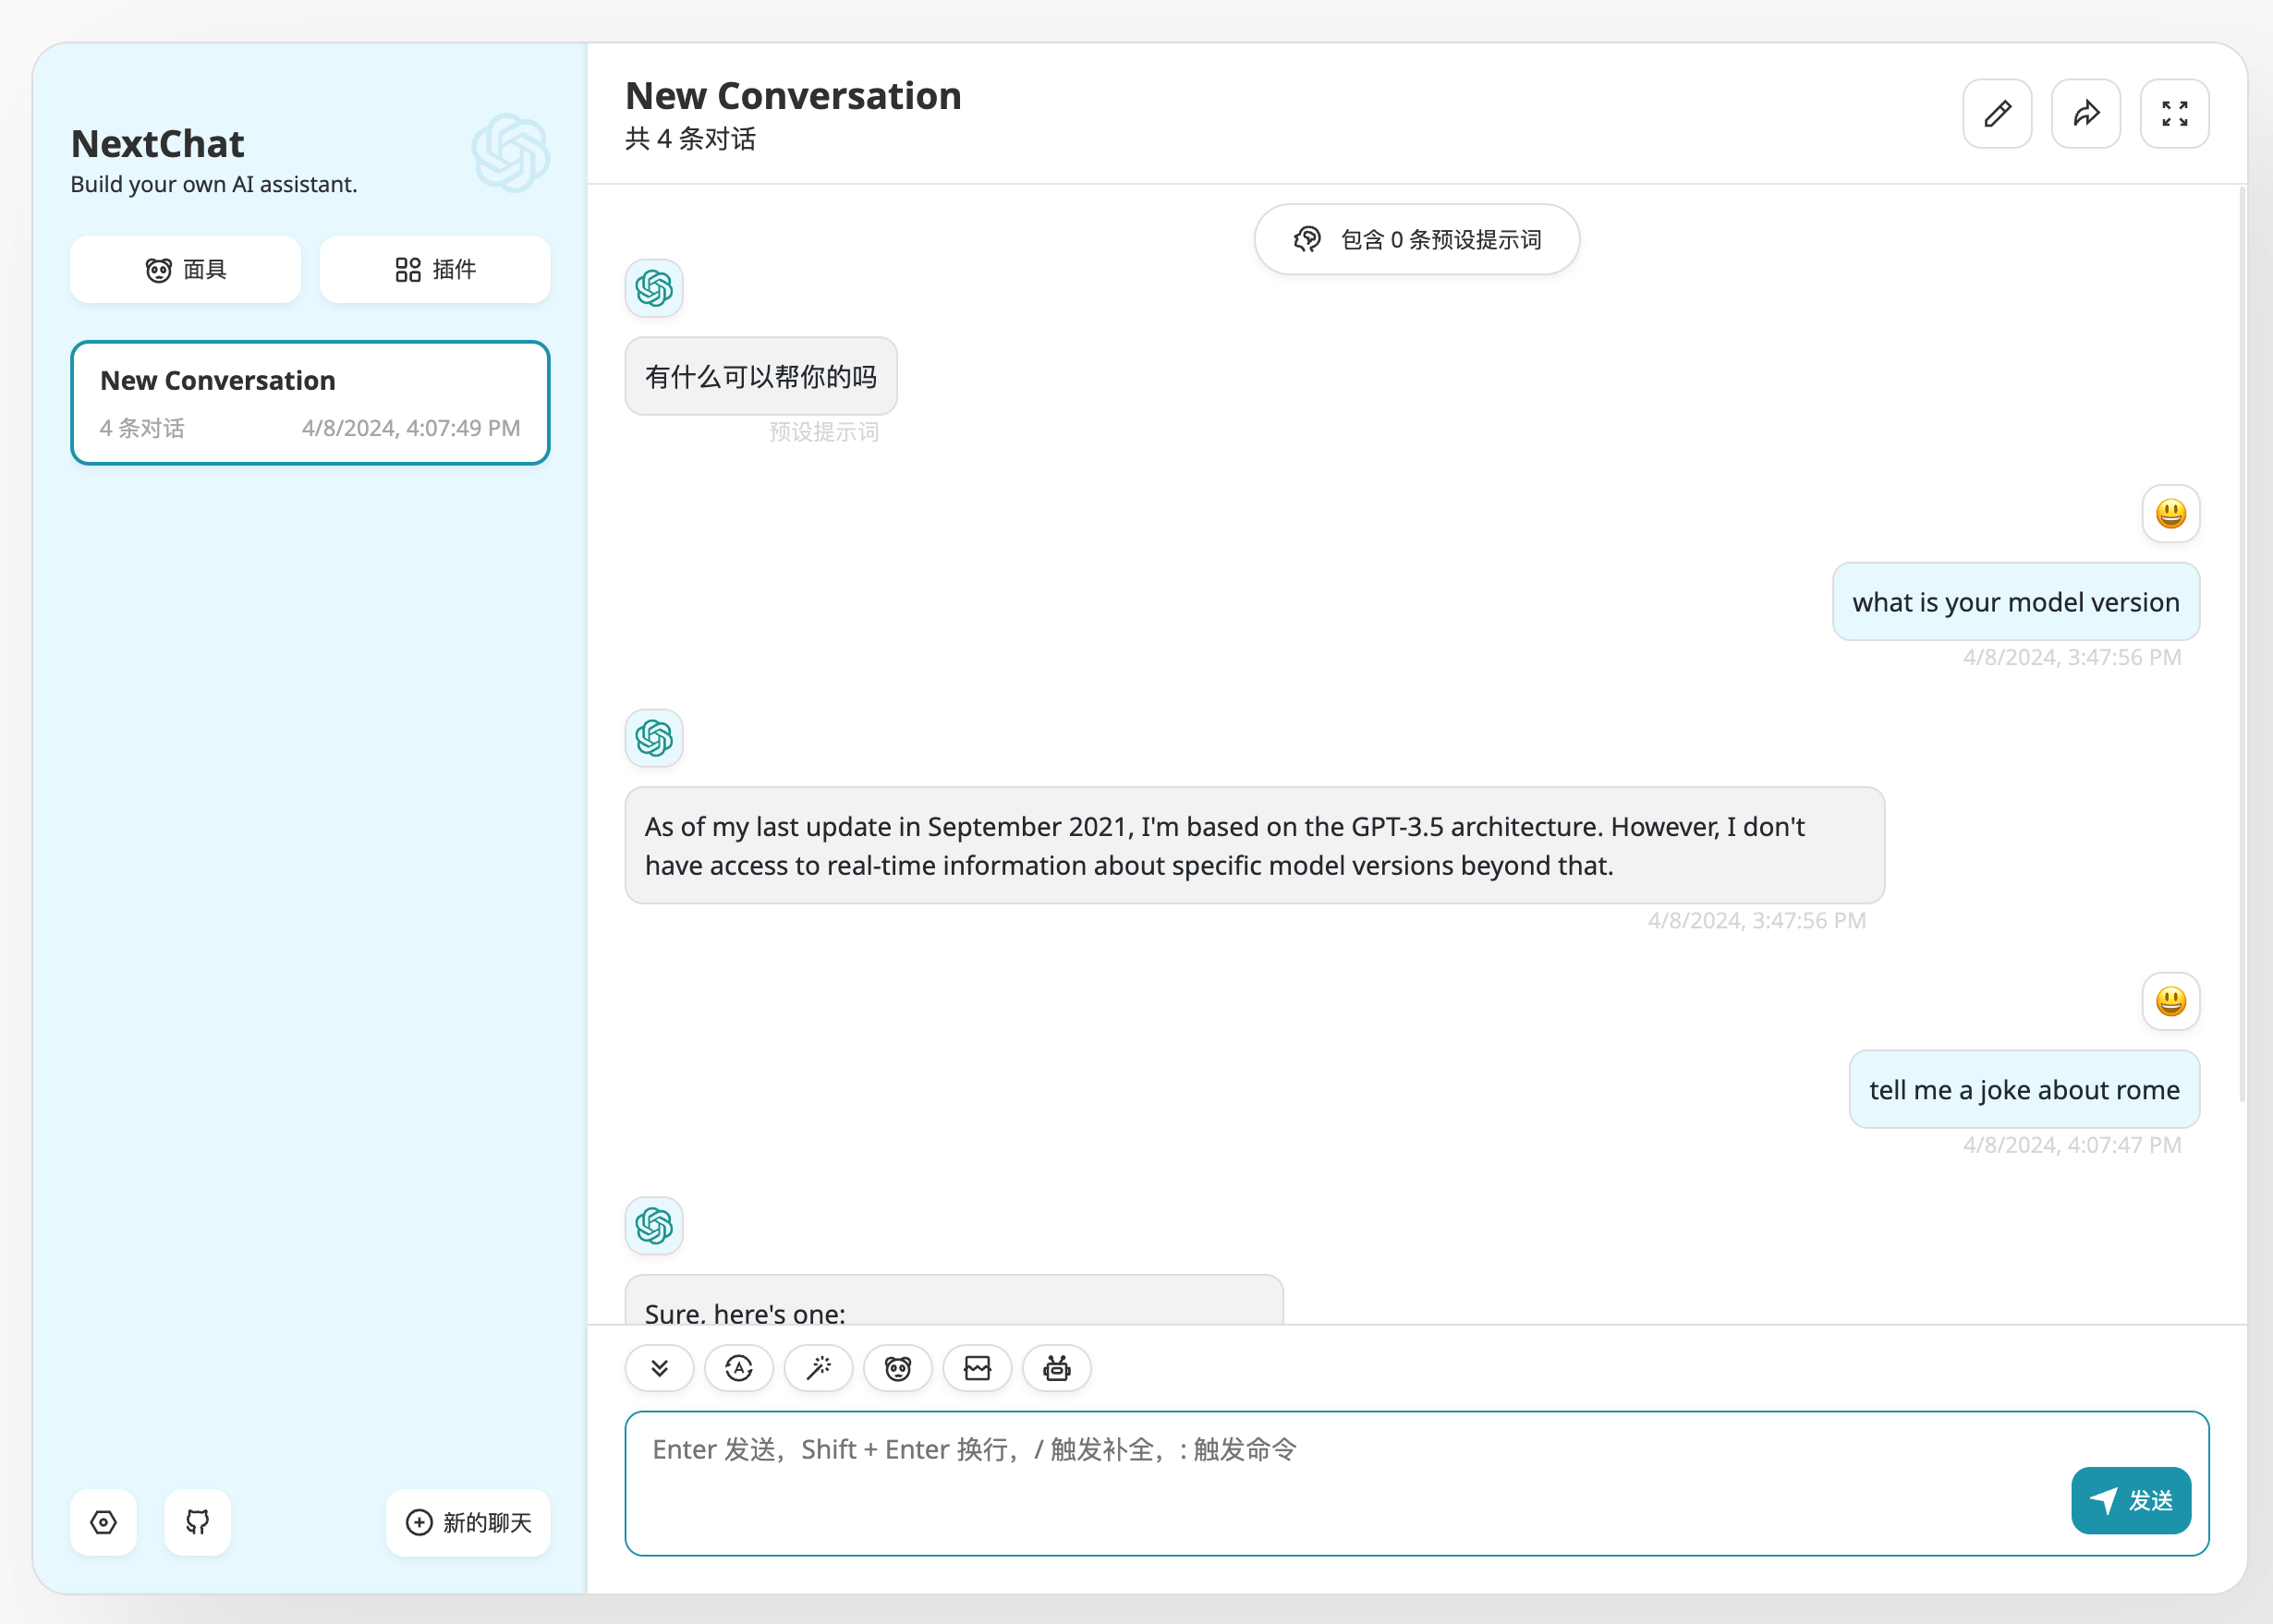 NextChat
Build your own AI assistant.
面具
插件
New Conversation
4 条对话
4/8/2024, 4:07:49 PM
新的聊天
New Conversation
共 4 条对话
包含 0 条预设提示词
有什么可以帮你的吗
预设提示词
what is your model version
4/8/2024, 3:47:56 PM
As of my last update in September 2021, I'm based on the GPT-3.5 architecture. However, I don't
have access to real-time information about specific model versions beyond that.
4/8/2024, 3:47:56 PM
tell me a joke about rome
4/8/2024, 4:07:47 PM
Sure, here's one:
Enter 发送，Shift + Enter 换行，/ 触发补全，: 触发命令
发送